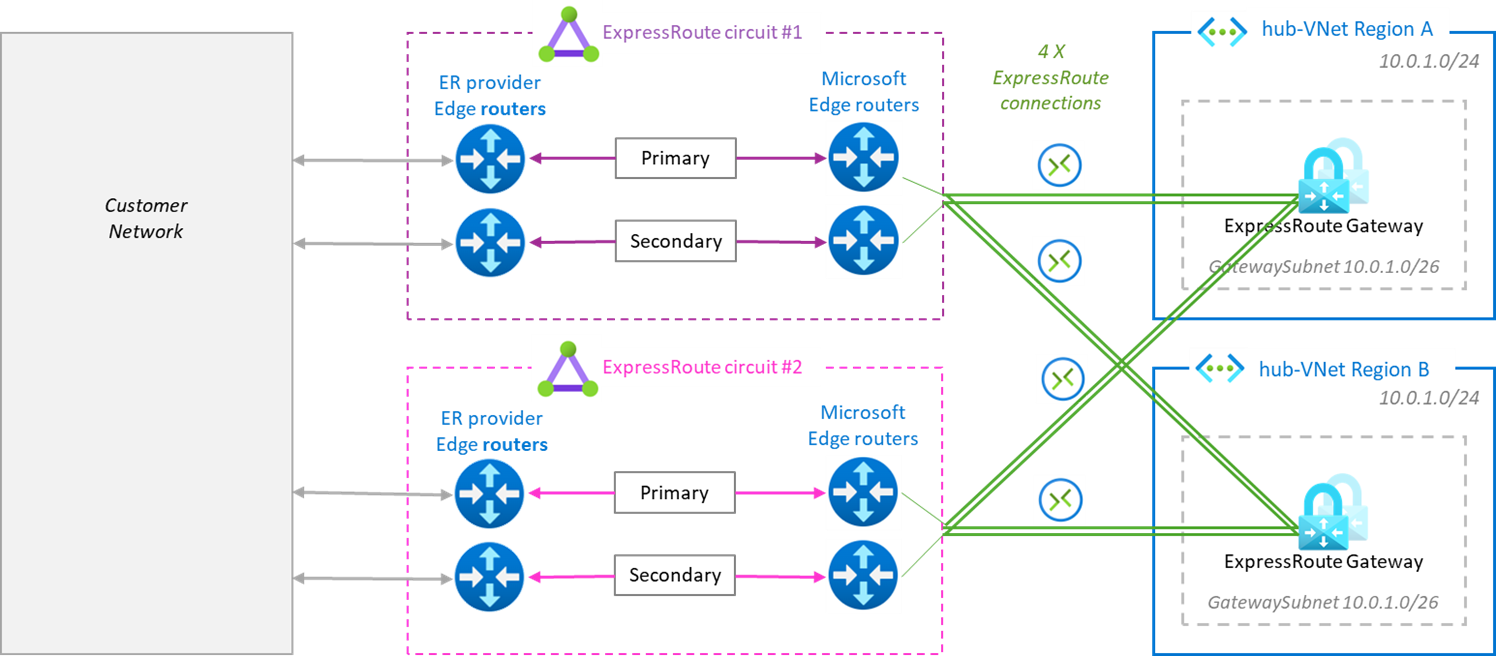 Customer
Network
ExpressRoute circuit #1
ER provider
Edge routers
Microsoft
Edge routers
Primary
Secondary
4 X
ExpressRoute
connections
hub-VNet Region A
10.0.1.0/24
ExpressRoute Gateway
GatewaySubnet 10.0.1.0/26
ExpressRoute circuit #2
ER provider
Edge routers
Microsoft
Edge routers
Primary
Secondary
hub-VNet Region B
10.0.1.0/24
ExpressRoute Gateway
GatewaySubnet 10.0.1.0/26